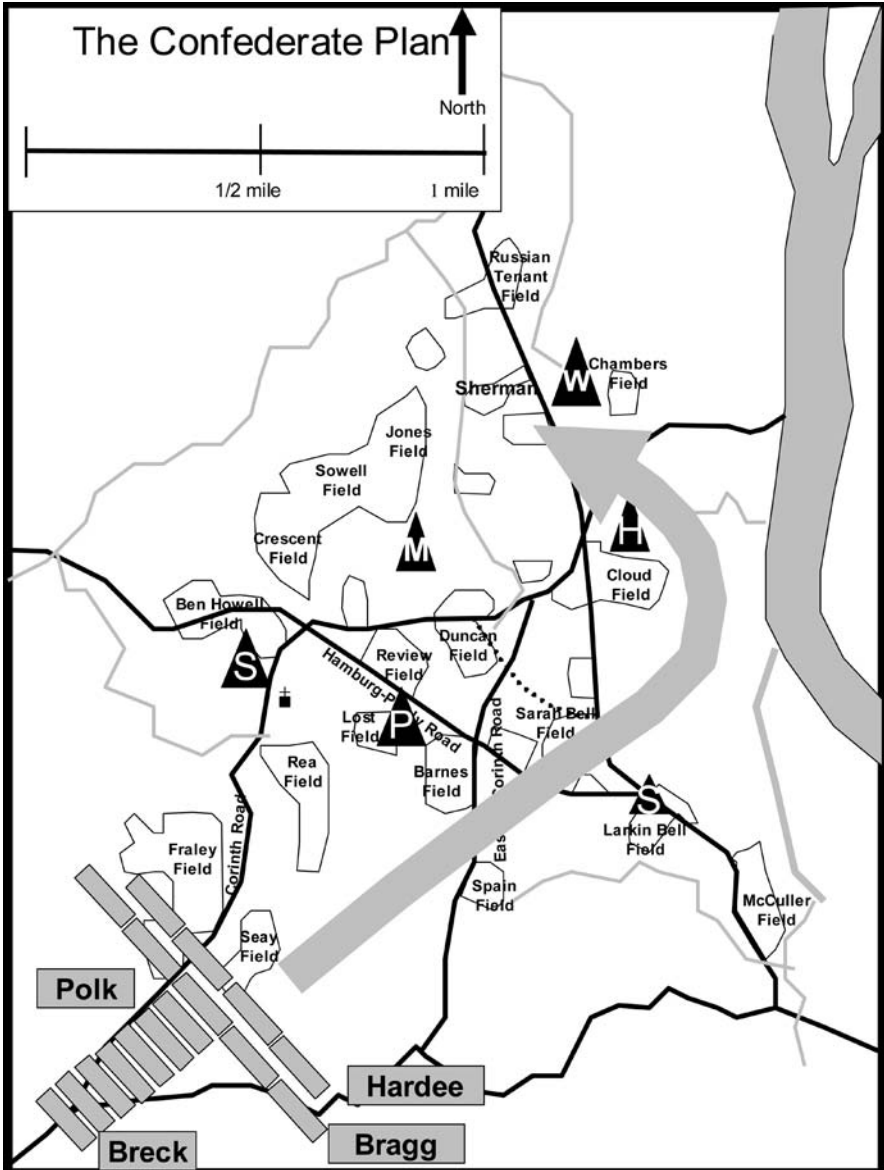 The Confederate Plan
North
1/2 mile
1 mile
Russian
Tenant
Field
W
Chambers
Field
Sherman
Jones
Field
Sowell
Field
Crescent
Field
M
H
Cloud
Field
Ben Howell
Field
S
Duncan
Field
Review
Field
Hamburg-P
y Road
Lost
Field
P
Sarah Bell
Field
Rea
Field
Barnes
Field
Eas
Corinth Road
S
Larkin Bell
Field
Corinth Road
Fraley
Field
Spain
Field
McCuller
Field
Seay
Field
Polk
Hardee
Breck
Bragg